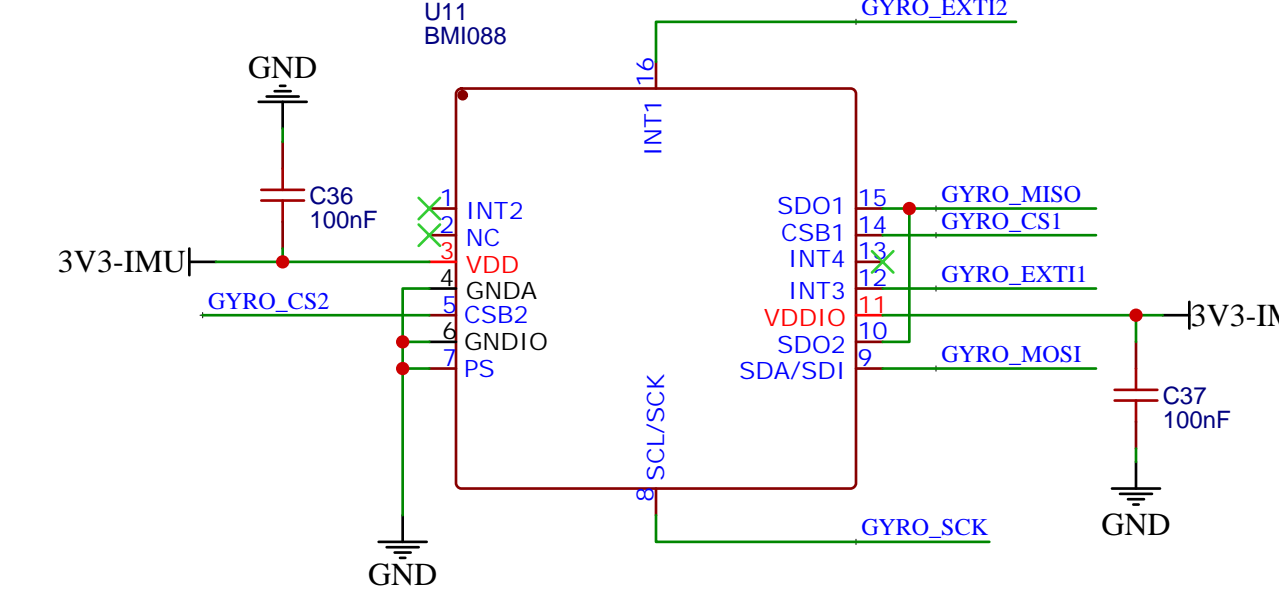 GYRO_EXTI2
U11
BMI088
GND
16
INT1
C36
100nF
1
INT2
2
NC
3
VDD
4
GNDA
5
CSB2
6
GNDIO
7
PS
3V3-IMU
GYRO_CS2
SDO1
15
GYRO_MISO
CSB1
14
GYRO_CS1
INT4
13
INT3
12
GYRO_EXTI1
VDDIO
11
3V3-IM
SDO2
10
SDA/SDI
9
GYRO_MOSI
C37
100nF
SCL/SCK
8
GYRO_SCK
GND
GND